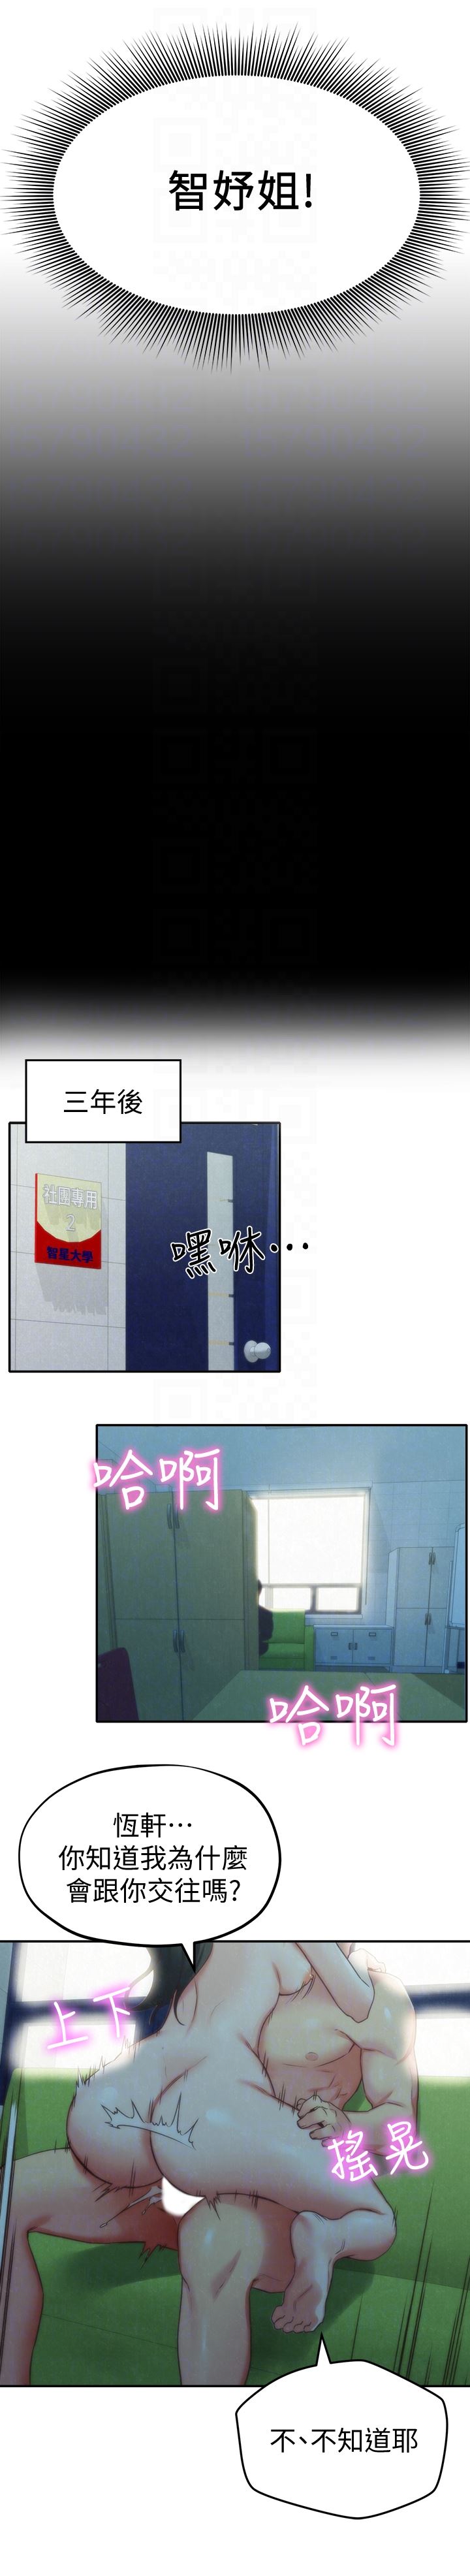 智妤姐!
三年後
社團專用
2
智星大學
嘿咻…
哈啊
哈啊
恆軒…
你知道我為什麼
會跟你交往嗎?
上下
搖晃
不、不知道耶